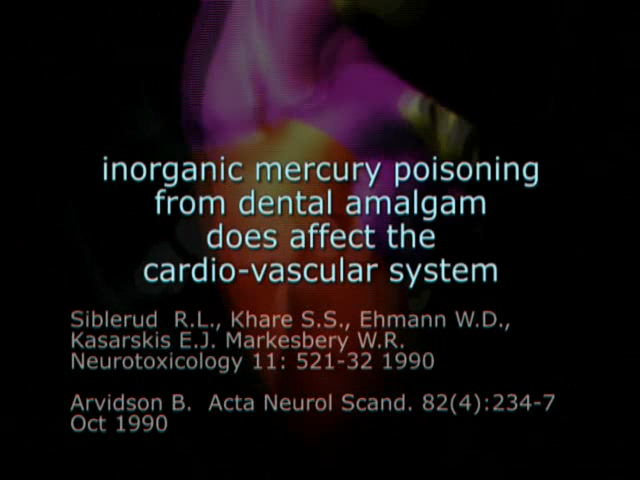 inorganic mercury poisoning
from dental amalgam
does affect the
cardio-vascular system
Siblerud R.L., Khare S.S., Ehmann W.D.,
Kasarskis E.J. Markesbery W.R.
Neurotoxicology 11: 521-32 1990
Arvidson B. Acta Neurol Scand. 82(4):234-7
Oct 1990